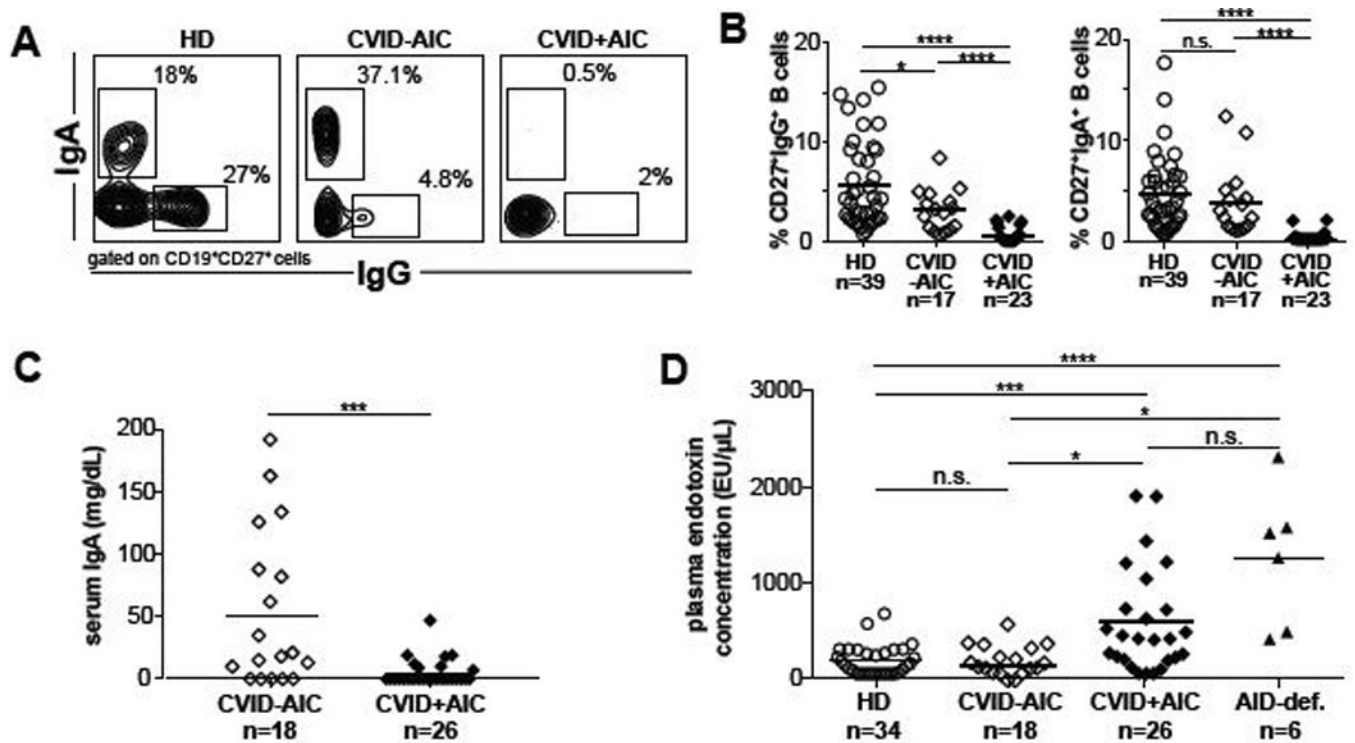 A
HD
CVID-AIC
CVID+AIC
18%
37.1%
0.5%
27%
4.8%
2%
IgA
gated on CD19+CD27+ cells
IgG
B
****
*
****
% CD27+IgG+ B cells
20
10
0
HD
n=39
CVID
-AIC
n=17
CVID
+AIC
n=23
****
n.s.
****
% CD27+IgA+ B cells
20
10
0
HD
n=39
CVID
-AIC
n=17
CVID
+AIC
n=23
C
***
serum IgA (mg/dL)
200
150
100
50
0
CVID-AIC
n=18
CVID+AIC
n=26
D
****
***
*
n.s.
*
n.s.
plasma endotoxin
concentration (EU/µL)
3000
2000
1000
0
HD
n=34
CVID-AIC
n=18
CVID+AIC
n=26
AID-def.
n=6